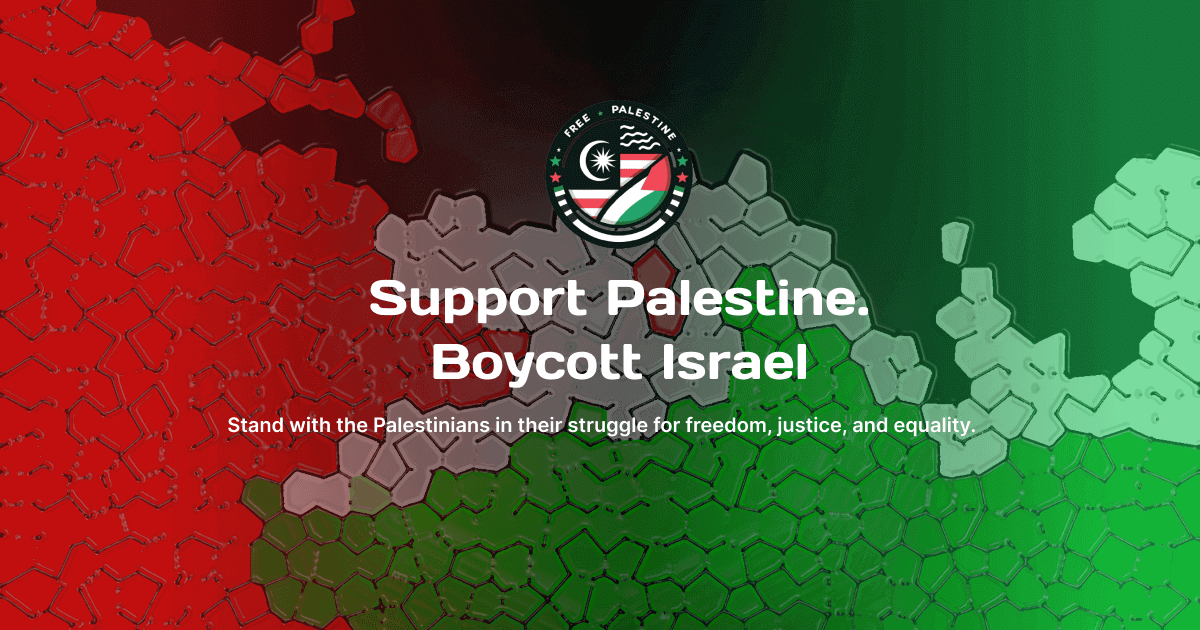 FREE • PALESTINE
Support Palestine.
Boycott Israel
Stand with the Palestinians in their struggle for freedom, justice, and equality.